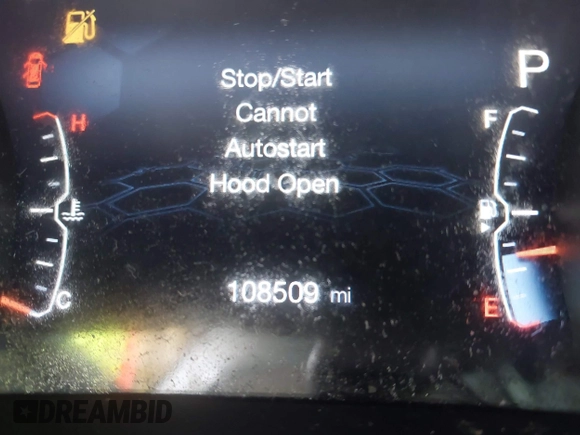 Stop/Start
Cannot
Autostart
Hood Open
P
H
F
C
E
108509 mi
DREAMBID